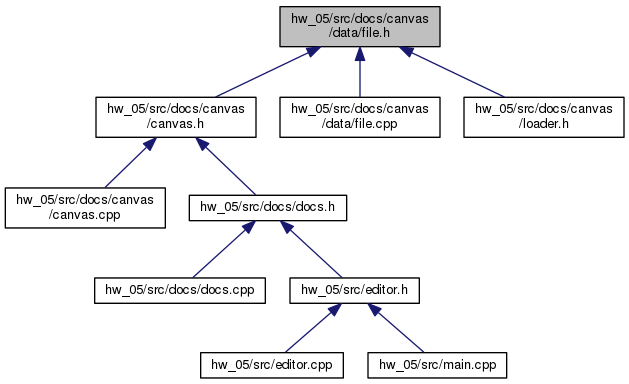 hw_05/src/docs/canvas
/data/file.h
hw_05/src/docs/canvas
/canvas.h
hw_05/src/docs/canvas
/data/file.cpp
hw_05/src/docs/canvas
/loader.h
hw_05/src/docs/canvas
/canvas.cpp
hw_05/src/docs/docs.h
hw_05/src/docs/docs.cpp
hw_05/src/editor.h
hw_05/src/editor.cpp
hw_05/src/main.cpp